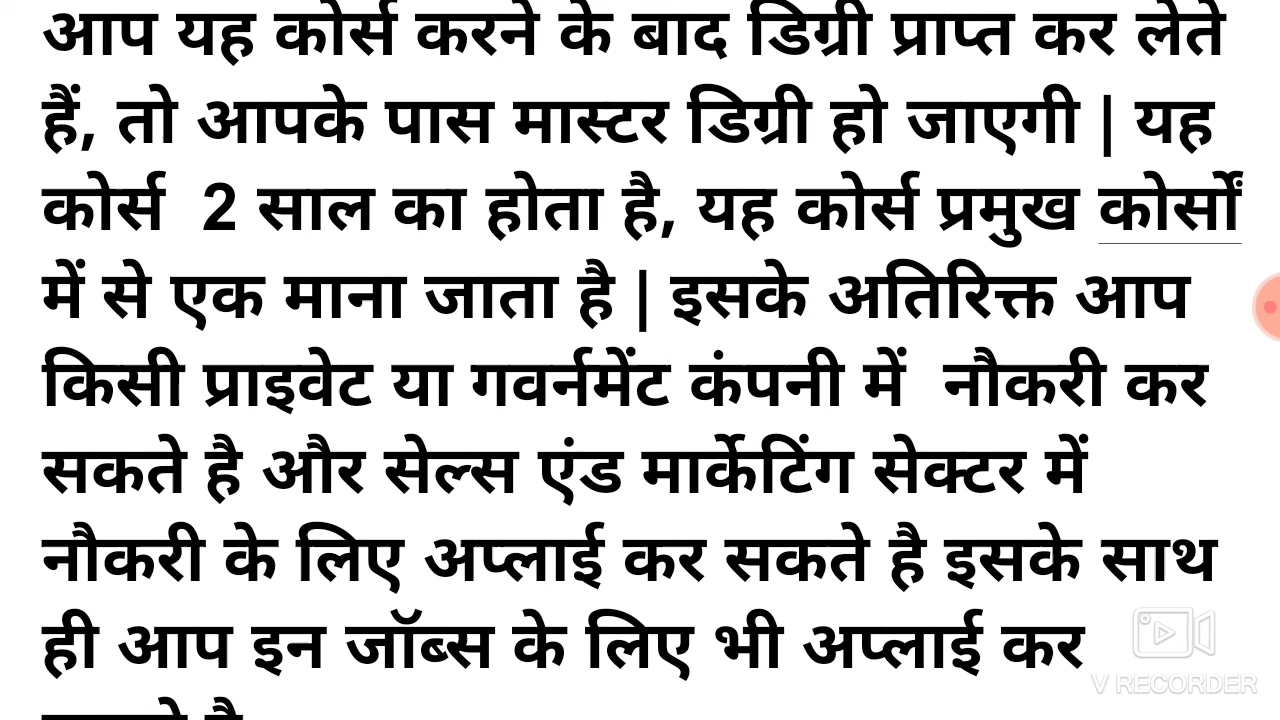 आप यह कोर्स करने के बाद डिग्री प्राप्त कर लेते
हैं, तो आपके पास मास्टर डिग्री हो जाएगी | यह
कोर्स  2 साल का होता है, यह कोर्स प्रमुख कोर्सों
में से एक माना जाता है | इसके अतिरिक्त आप
किसी प्राइवेट या गवर्नमेंट कंपनी में  नौकरी कर
सकते है और सेल्स एंड मार्केटिंग सेक्टर में
नौकरी के लिए अप्लाई कर सकते है इसके साथ
ही आप इन जॉब्स के लिए भी अप्लाई कर
V RECORDER